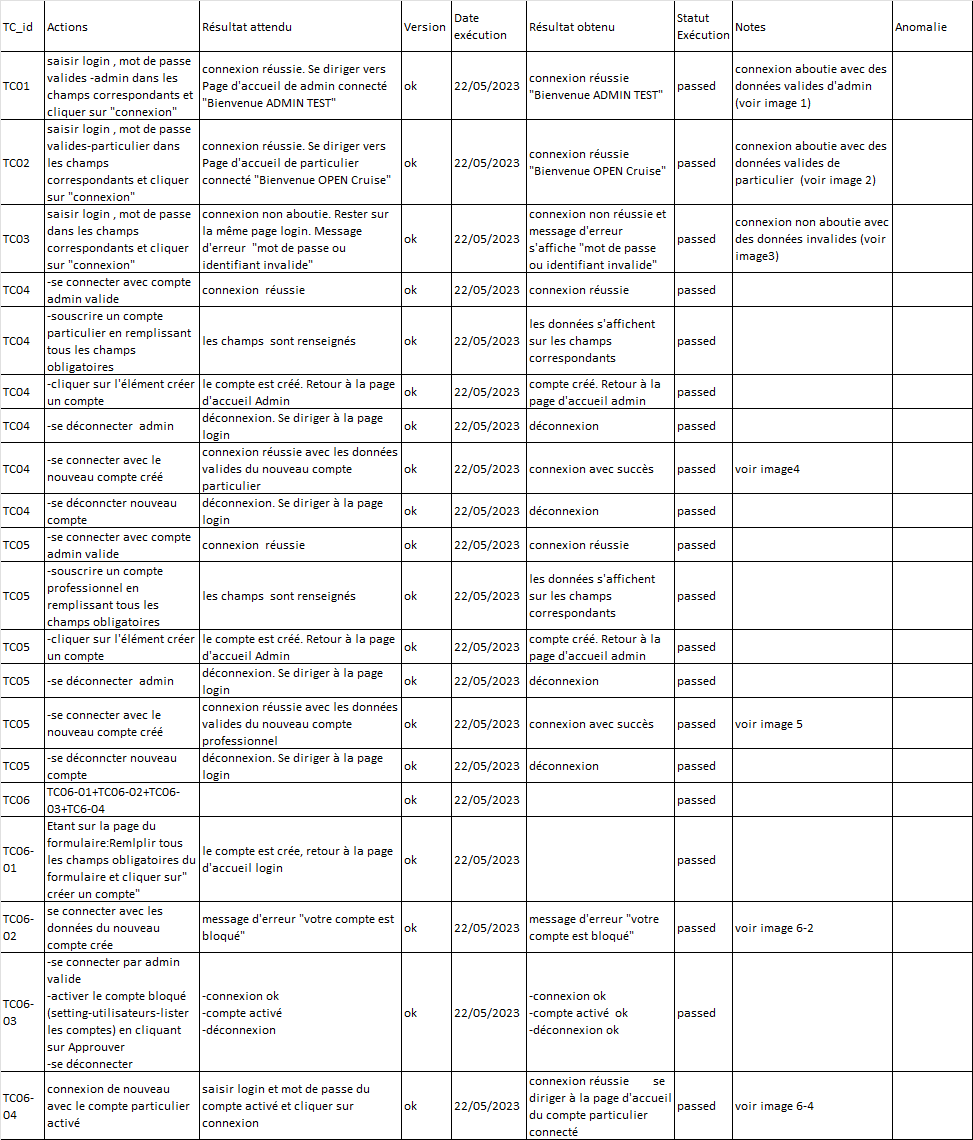 TC_id Actions Résultat attendu Version Date exécution Résultat obtenu Statut Exécution Notes Anomalie
TC01
saisir login , mot de passe
valides -admin dans les
champs correspondants et
cliquer sur "connexion"
connexion réussie. Se diriger vers
Page d'accueil de admin connecté
"Bienvenue ADMIN TEST"
ok
22/05/2023
connexion réussie
"Bienvenue ADMIN TEST"
passed
connexion aboutie avec des
données valides d'admin
(voir image 1)
TC02
saisir login , mot de passe
valides-particulier dans
les champs
correspondants et cliquer
sur "connexion"
connexion réussie. Se diriger vers
Page d'accueil de particulier
connecté "Bienvenue OPEN Cruise"
ok
22/05/2023
connexion réussie
"Bienvenue OPEN Cruise"
passed
connexion aboutie avec des
données valides de
particulier  (voir image 2)
TC03
saisir login , mot de passe
dans les champs
correspondants et cliquer
sur "connexion"
connexion non aboutie. Rester sur
la même page login. Message
d'erreur  "mot de passe ou
identifiant invalide"
ok
22/05/2023
connexion non réussie et
message d'erreur
s'affiche "mot de passe
ou identifiant invalide"
passed
connexion non aboutie avec
des données invalides (voir
image3)
TC04
-se connecter avec compte
admin valide
connexion  réussie
ok
22/05/2023
connexion réussie
passed
TC04
-souscrire un compte
particulier en remplissant
tous les champs
obligatoires
les champs  sont renseignés
ok
22/05/2023
les données s'affichent
sur les champs
correspondants
passed
TC04
-cliquer sur l'élément créer
un compte
le compte est créé. Retour à la page
d'accueil Admin
ok
22/05/2023
compte créé. Retour à la
page d'accueil admin
passed
TC04
-se déconnecter  admin
déconnexion. Se diriger à la page
login
ok
22/05/2023
déconnexion
passed
TC04
-se connecter avec le
nouveau compte créé
connexion réussie avec les données
valides du nouveau compte
particulier
ok
22/05/2023
connexion avec succès
passed
voir image4
TC04
-se déconncter nouveau
compte
déconnexion. Se diriger à la page
login
ok
22/05/2023
déconnexion
passed
TC05
-se connecter avec compte
admin valide
connexion  réussie
ok
22/05/2023
connexion réussie
passed
TC05
-souscrire un compte
professionnel en
remplissant tous les
champs obligatoires
les champs  sont renseignés
ok
22/05/2023
les données s'affichent
sur les champs
correspondants
passed
TC05
-cliquer sur l'élément créer
un compte
le compte est créé. Retour à la page
d'accueil Admin
ok
22/05/2023
compte créé. Retour à la
page d'accueil admin
passed
TC05
-se déconnecter  admin
déconnexion. Se diriger à la page
login
ok
22/05/2023
déconnexion
passed
TC05
-se connecter avec le
nouveau compte créé
connexion réussie avec les données
valides du nouveau compte
professionnel
ok
22/05/2023
connexion avec succès
passed
voir image 5
TC05
-se déconncter nouveau
compte
déconnexion. Se diriger à la page
login
ok
22/05/2023
déconnexion
passed
TC06
TC06-01+TC06-02+TC06-
03+TC6-04
ok
22/05/2023
passed
TC06-
01
Etant sur la page du
formulaire:Remlplir tous
les champs obligatoires du
formulaire et cliquer sur"
créer un compte"
le compte est crée, retour à la page
d'accueil login
ok
22/05/2023
passed
TC06-
02
se connecter avec les
données du nouveau
compte crée
message d'erreur "votre compte est
bloqué"
ok
22/05/2023
message d'erreur "votre
compte est bloqué"
passed
voir image 6-2
TC06-
03
-se connecter par admin
valide
-activer le compte bloqué
(setting-utilisateurs-lister
les comptes) en cliquant
sur Approuver
-se déconnecter
-connexion ok
-compte activé
-déconnexion
ok
22/05/2023
-connexion ok
-compte activé  ok
-déconnexion ok
passed
TC06-
04
connexion de nouveau
avec le compte particulier
activé
saisir login et mot de passe du
compte activé et cliquer sur
connexion
ok
22/05/2023
connexion réussie       se
diriger à la page d'accueil
du compte particulier
connecté
passed
voir image 6-4